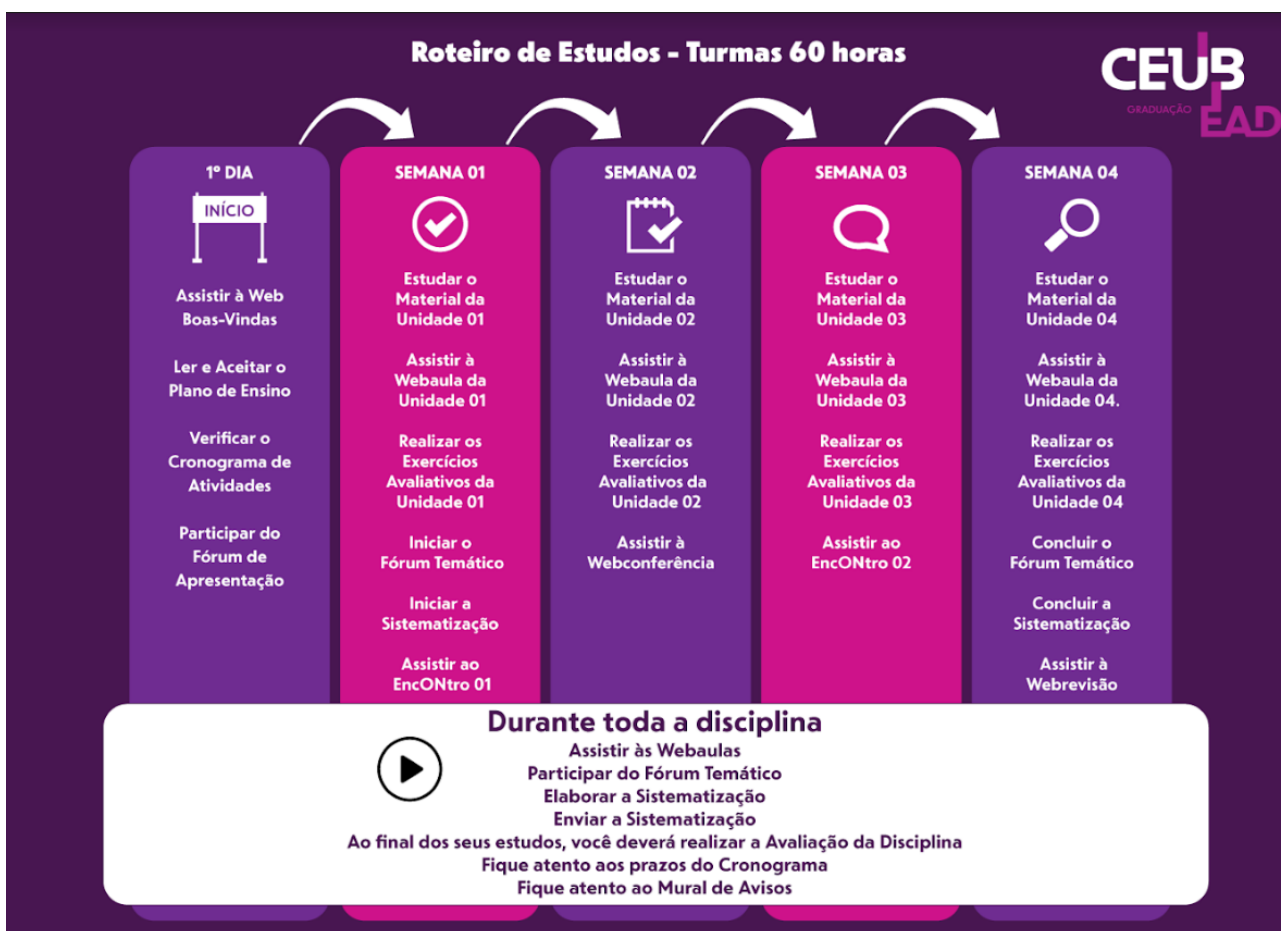 Roteiro de Estudos - Turmas 60 horas
CEUB
GRADUAÇÃO
EAD
1º DIA
INÍCIO
Assistir à Web
Boas-Vindas
Ler e Aceitar o
Plano de Ensino
Verificar o
Cronograma de
Atividades
Participar do
Fórum de
Apresentação
SEMANA 01
Estudar o
Material da
Unidade 01
Assistir à
Webaula da
Unidade 01
Realizar os
Exercícios
Avaliativos da
Unidade 01
Iniciar o
Fórum Temático
Iniciar a
Sistematização
Assistir ao
EncONtro 01
SEMANA 02
Estudar o
Material da
Unidade 02
Assistir à
Webaula da
Unidade 02
Realizar os
Exercícios
Avaliativos da
Unidade 02
Assistir à
Webconferência
SEMANA 03
Estudar o
Material da
Unidade 03
Assistir à
Webaula da
Unidade 03
Realizar os
Exercícios
Avaliativos da
Unidade 03
Assistir ao
EncONtro 02
SEMANA 04
Estudar o
Material da
Unidade 04
Assistir à
Webaula da
Unidade 04.
Realizar os
Exercícios
Avaliativos da
Unidade 04
Concluir o
Fórum Temático
Concluir a
Sistematização
Assistir à
Webrevisão
Durante toda a disciplina
Assistir às Webaulas
Participar do Fórum Temático
Elaborar a Sistematização
Enviar a Sistematização
Ao final dos seus estudos, você deverá realizar a Avaliação da Disciplina
Fique atento aos prazos do Cronograma
Fique atento ao Mural de Avisos